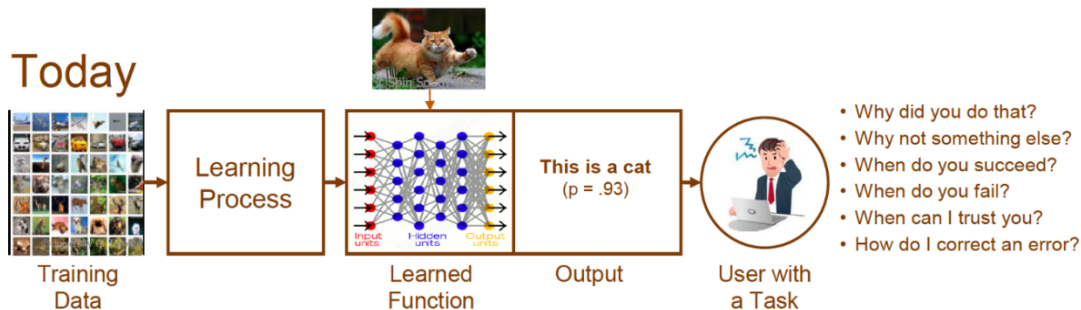 Today
Learning
Process
Input
units
Hidden
units
Output
units
This is a cat
(p = .93)
• Why did you do that?
• Why not something else?
• When do you succeed?
• When do you fail?
• When can I trust you?
• How do I correct an error?
Training
Data
Learned
Function
Output
User with
a Task